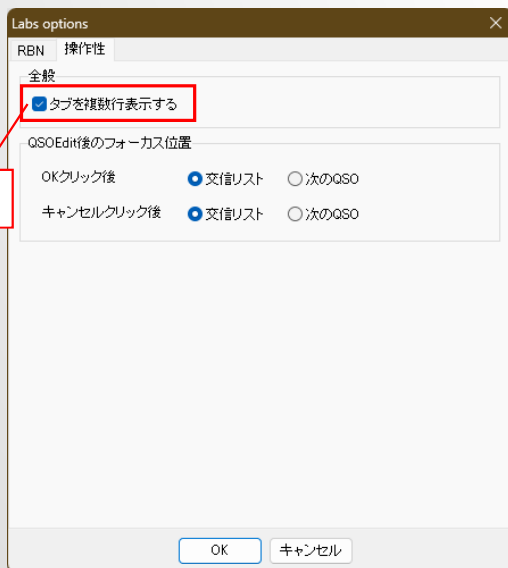 Labs options
RBN 操作性
全般
タブを複数行表示する
QSOEdit後のフォーカス位置
OKクリック後 交信リスト 次のQSO
キャンセルクリック後 交信リスト 次のQSO
OK キャンセル